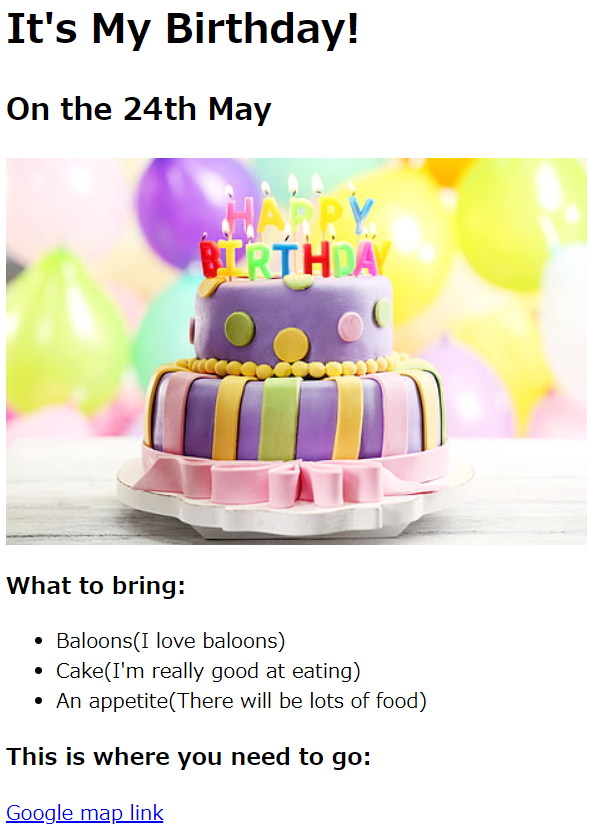 It's My Birthday!
On the 24th May
HAPPY
BIRTHDAY
What to bring:
Baloons(I love baloons)
Cake(I'm really good at eating)
An appetite(There will be lots of food)
This is where you need to go:
Google map link